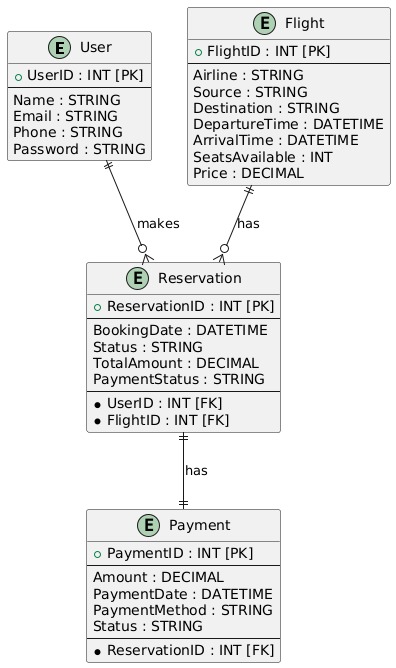 E User
+ UserID : INT [PK]
Name : STRING
Email : STRING
Phone : STRING
Password : STRING
E Flight
+ FlightID : INT [PK]
Airline : STRING
Source : STRING
Destination : STRING
DepartureTime : DATETIME
ArrivalTime : DATETIME
SeatsAvailable : INT
Price : DECIMAL
makes
has
E Reservation
+ ReservationID : INT [PK]
BookingDate : DATETIME
Status : STRING
TotalAmount : DECIMAL
PaymentStatus : STRING
• UserID : INT [FK]
• FlightID : INT [FK]
has
E Payment
+ PaymentID : INT [PK]
Amount : DECIMAL
PaymentDate : DATETIME
PaymentMethod : STRING
Status : STRING
• ReservationID : INT [FK]